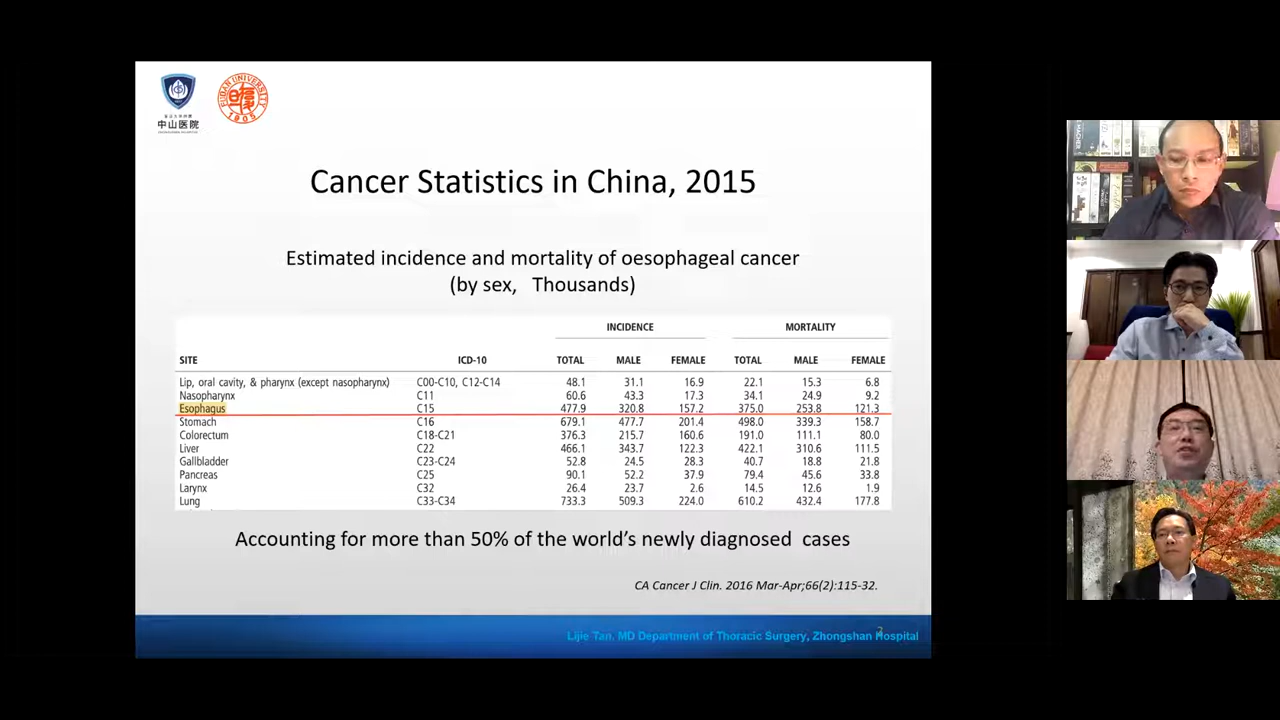 中山医院
FUDAN UNIVERSITY
1905
Cancer Statistics in China, 2015
Estimated incidence and mortality of oesophageal cancer
(by sex, Thousands)
INCIDENCE MORTALITY
SITE ICD-10 TOTAL MALE FEMALE TOTAL MALE FEMALE
Lip, oral cavity, & pharynx (except nasopharynx) C00-C10, C12-C14 48.1 31.1 16.9 22.1 15.3 6.8
Nasopharynx C11 60.6 43.3 17.3 34.1 24.9 9.2
Esophagus C15 477.9 320.8 157.2 375.0 253.8 121.3
Stomach C16 679.1 477.7 201.4 498.0 339.3 158.7
Colorectum C18-C21 376.3 215.7 160.6 191.0 111.1 80.0
Liver C22 466.1 343.7 122.3 422.1 310.6 111.5
Gallbladder C23-C24 52.8 24.5 28.3 40.7 18.8 21.8
Pancreas C25 90.1 52.2 37.9 79.4 45.6 33.8
Larynx C32 26.4 23.7 2.6 14.5 12.6 1.9
Lung C33-C34 733.3 509.3 224.0 610.2 432.4 177.8
Accounting for more than 50% of the world's newly diagnosed cases
CA Cancer J Clin. 2016 Mar-Apr;66(2):115-32.
Lijie Tan, MD Department of Thoracic Surgery, Zhongshan Hospital